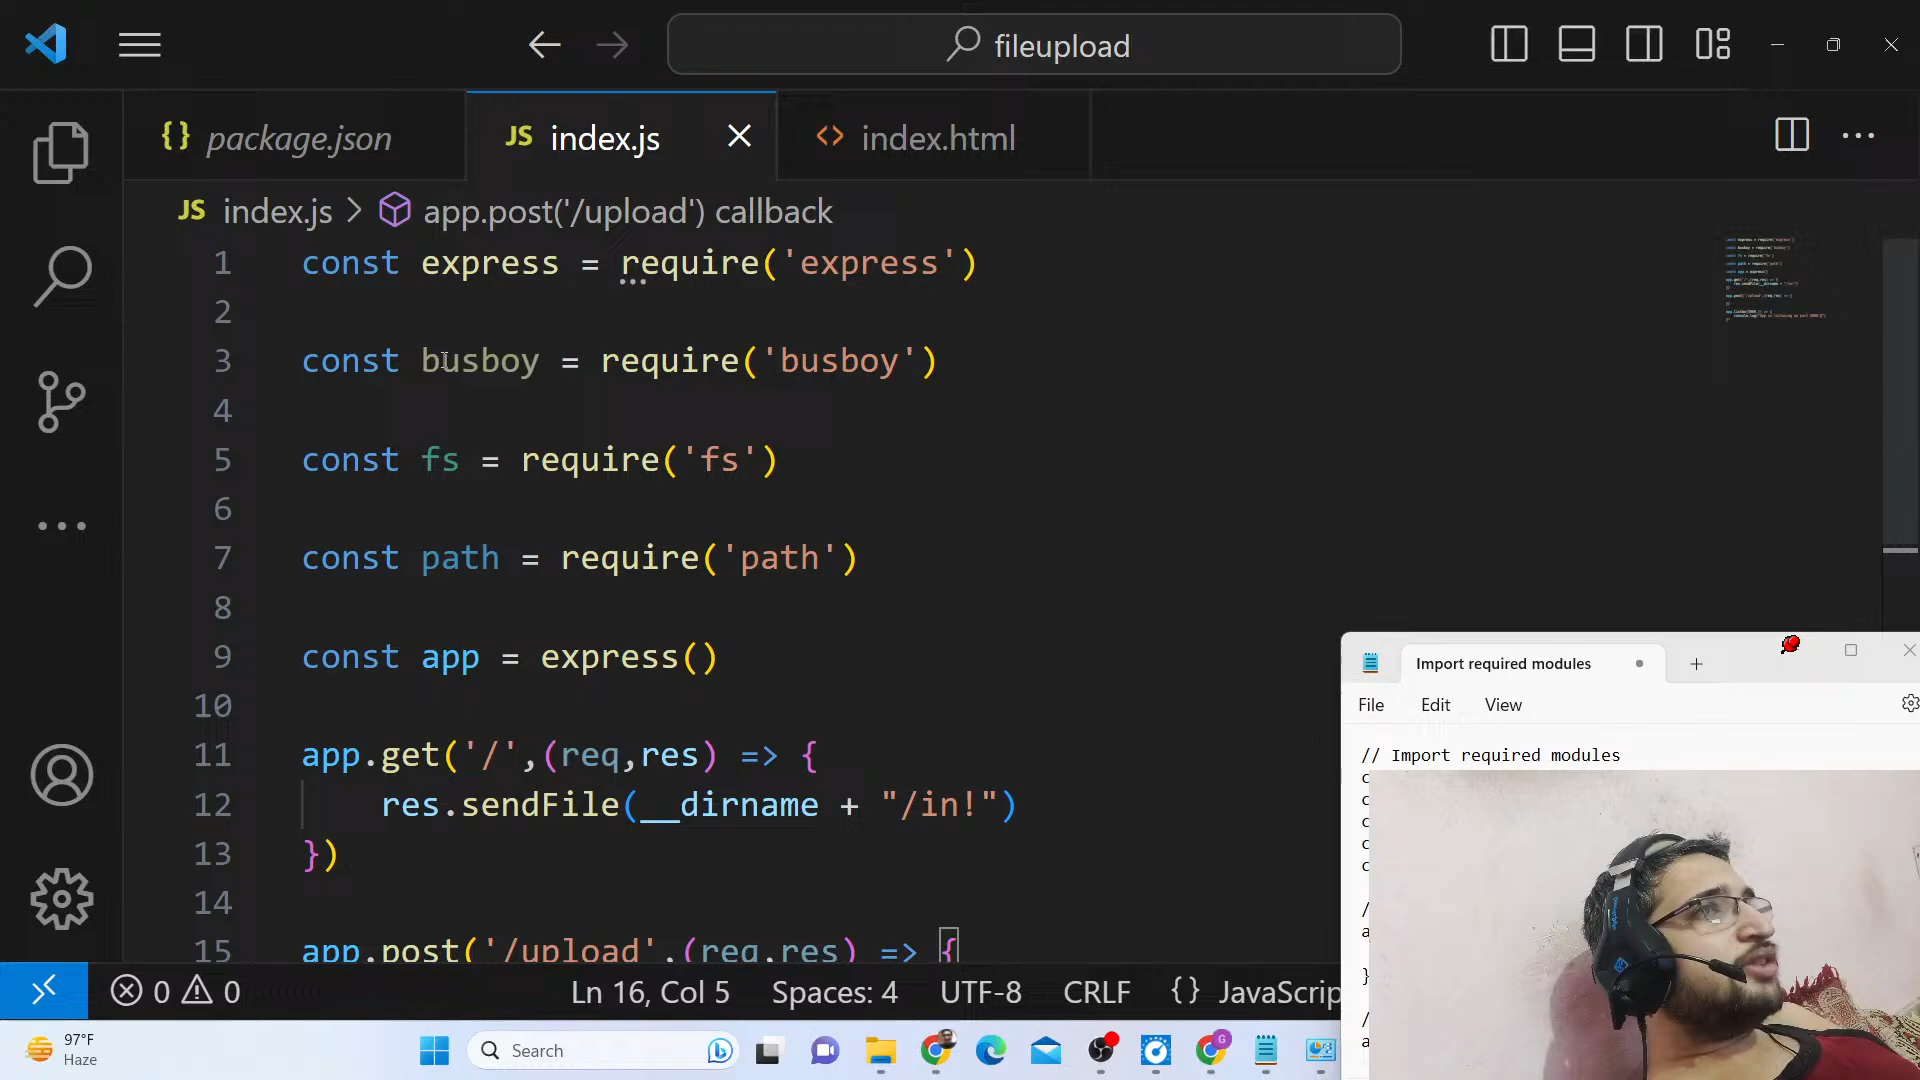 fileupload
{} package.json
JS index.js
<> index.html
JS index.js > app.post('/upload') callback
1 const express = require('express')
2
3 const busboy = require('busboy')
4
5 const fs = require('fs')
6
7 const path = require('path')
8
9 const app = express()
10
11 app.get('/',(req,res) => {
12 res.sendFile(__dirname + "/in!")
13 })
14
15 app.post('/upload',(req,res) => {
Import required modules
File Edit View
// Import required modules
c
c
c
c
c
/
a
}
/
a
0 0 Ln 16, Col 5 Spaces: 4 UTF-8 CRLF {} JavaScrip
97°F
Haze
Search